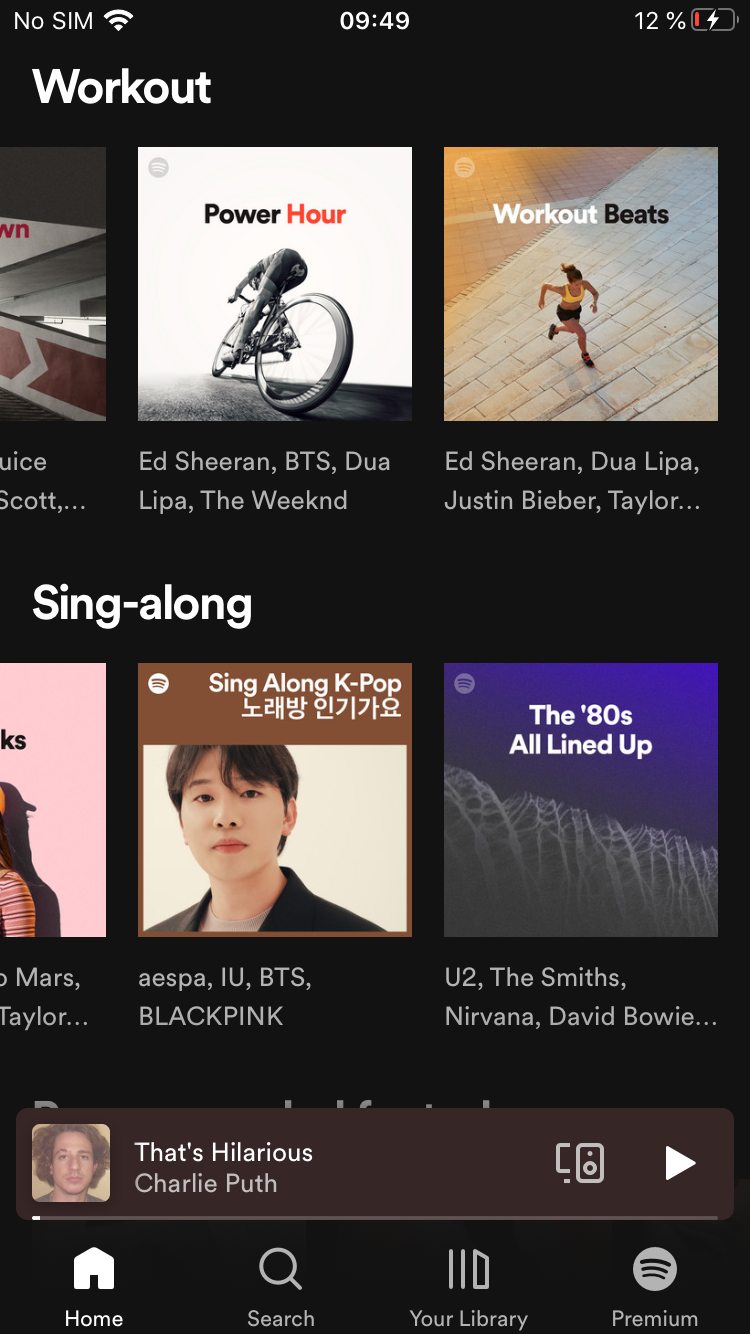 No SIM 09:49 12 %
Workout
wn
Power Hour
Workout Beats
uice
Scott,...
Ed Sheeran, BTS, Dua
Lipa, The Weeknd
Ed Sheeran, Dua Lipa,
Justin Bieber, Taylor...
Sing-along
ks
Sing Along K-Pop
노래방 인기가요
The '80s
All Lined Up
o Mars,
Taylor...
aespa, IU, BTS,
BLACKPINK
U2, The Smiths,
Nirvana, David Bowie...
That's Hilarious
Charlie Puth
Home
Search
Your Library
Premium